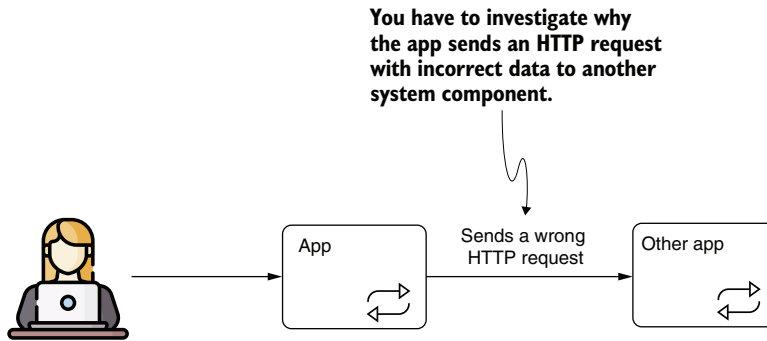 You have to investigate why
the app sends an HTTP request
with incorrect data to another
system component.
App
Sends a wrong
HTTP request
Other app